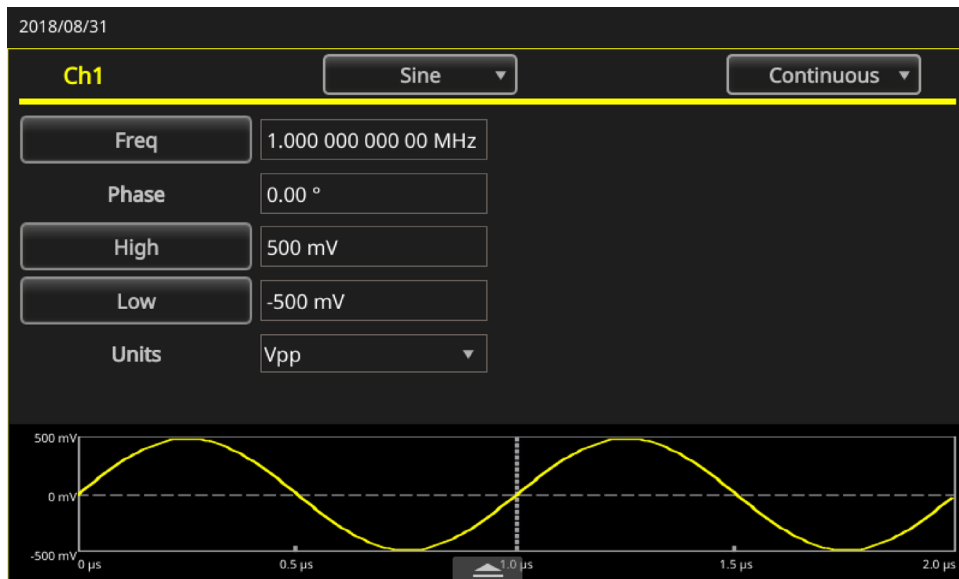 2018/08/31
Ch1 Sine Continuous
Freq 1.000 000 000 00 MHz
Phase 0.00 °
High 500 mV
Low -500 mV
Units Vpp
500 mV
0 mV
-500 mV
0 µs 0.5 µs 1.0 µs 1.5 µs 2.0 µs